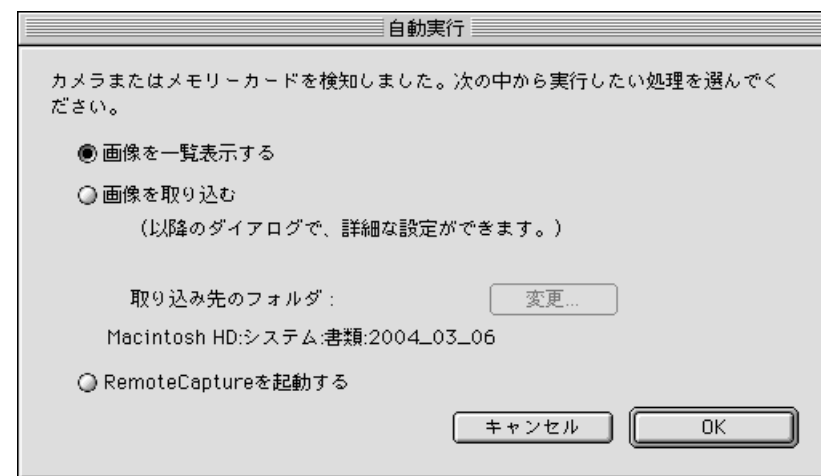 自動実行
カメラまたはメモリーカードを検知しました。次の中から実行したい処理を選んでく
ださい。
画像を一覧表示する
画像を取り込む
(以降のダイアログで、詳細な設定ができます。)
取り込み先のフォルダ:
変更...
Macintosh HD:システム:書類:2004_03_06
RemoteCaptureを起動する
キャンセル
OK